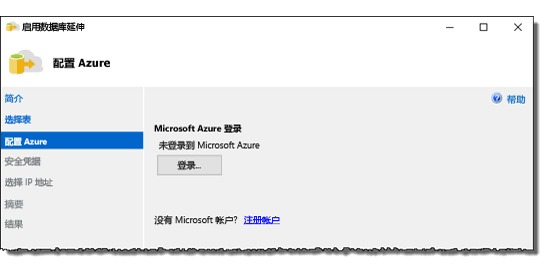 启用数据库延伸
配置 Azure
简介
帮助
选择表
配置 Azure
安全凭据
选择 IP 地址
摘要
结果
Microsoft Azure 登录
未登录到 Microsoft Azure
登录...
没有 Microsoft 帐户? 注册帐户